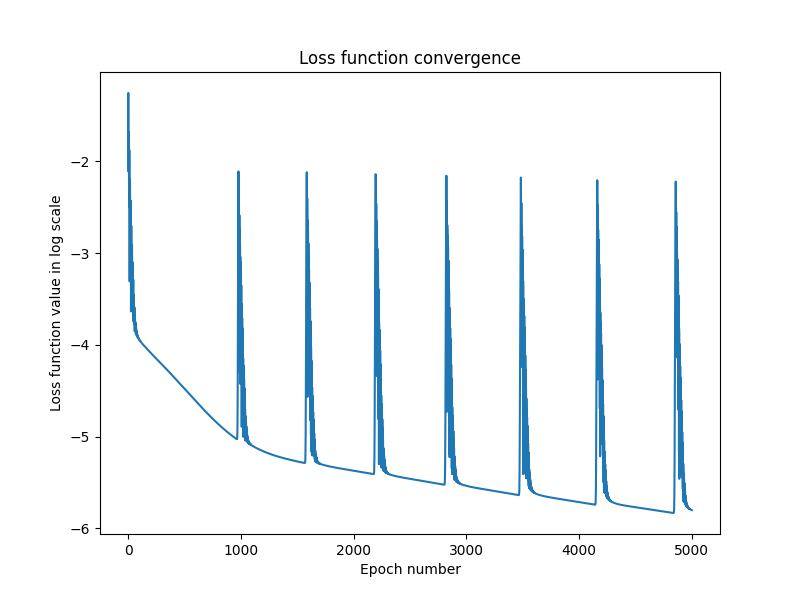 Loss function convergence
Loss function value in log scale
−2
−3
−4
−5
−6
0 1000 2000 3000 4000 5000
Epoch number